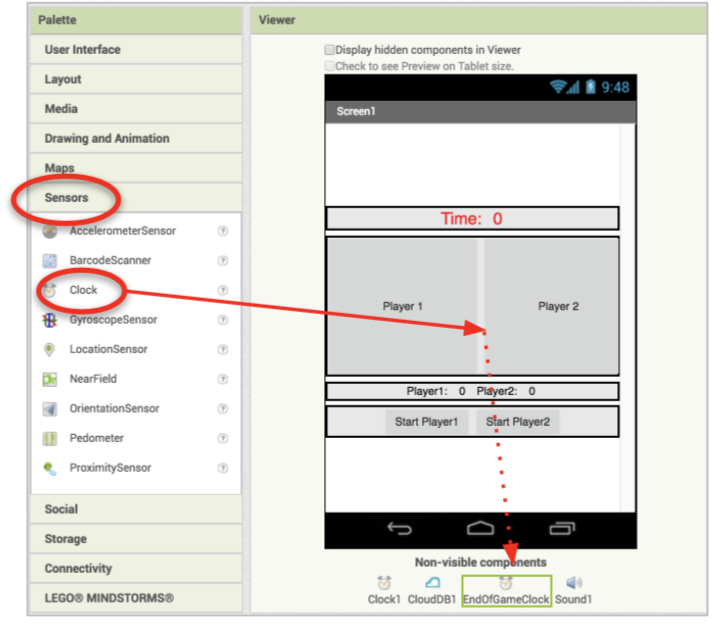 Palette
User Interface
Layout
Media
Drawing and Animation
Maps
Sensors
AccelerometerSensor
BarcodeScanner
Clock
GyroscopeSensor
LocationSensor
NearField
OrientationSensor
Pedometer
ProximitySensor
Social
Storage
Connectivity
LEGO® MINDSTORMS®
Viewer
Display hidden components in Viewer
Check to see Preview on Tablet size.
9:48
Screen1
Time: 0
Player 1 Player 2
Player1: 0 Player2: 0
Start Player1 Start Player2
Non-visible components
Clock1 CloudDB1 EndOfGameClock Sound1